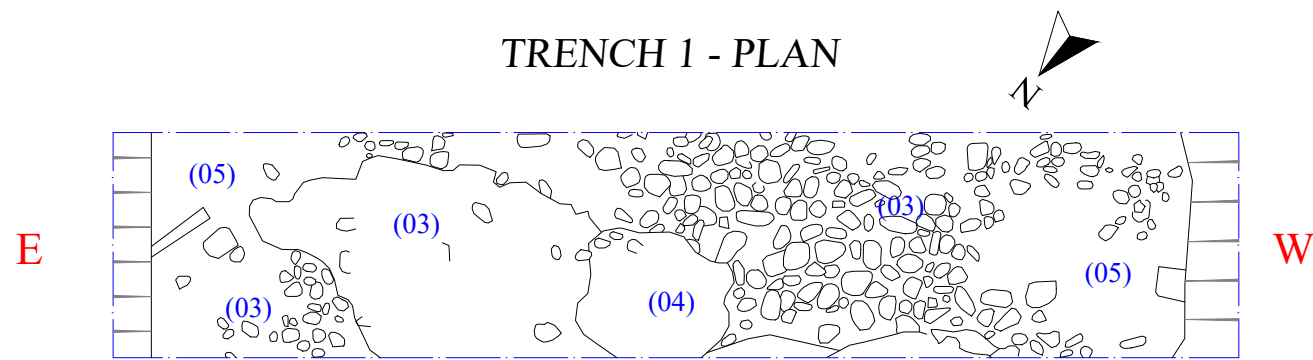 TRENCH 1 - PLAN
N
E
(05)
(03)
(03)
(04)
(03)
(05)
W